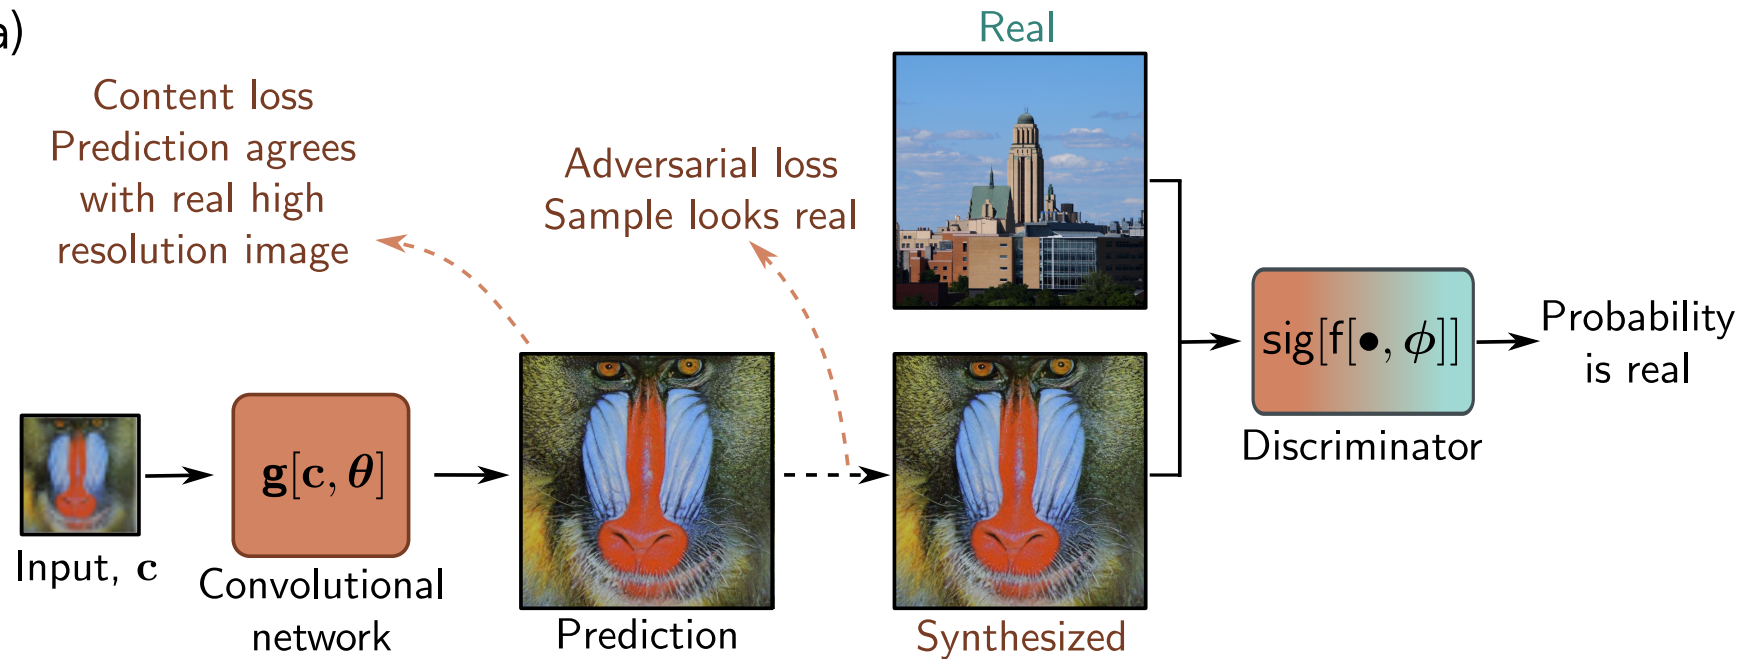 a)
Content loss
Prediction agrees
with real high
resolution image
Adversarial loss
Sample looks real
Real
Input, c
g[c, θ]
Convolutional
network
Prediction
Synthesized
sig[f[•, ϕ]]
Discriminator
Probability
is real